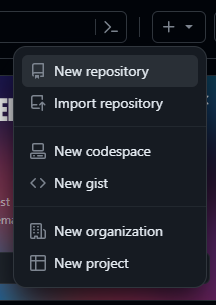 New repository
Import repository
New codespace
New gist
New organization
New project